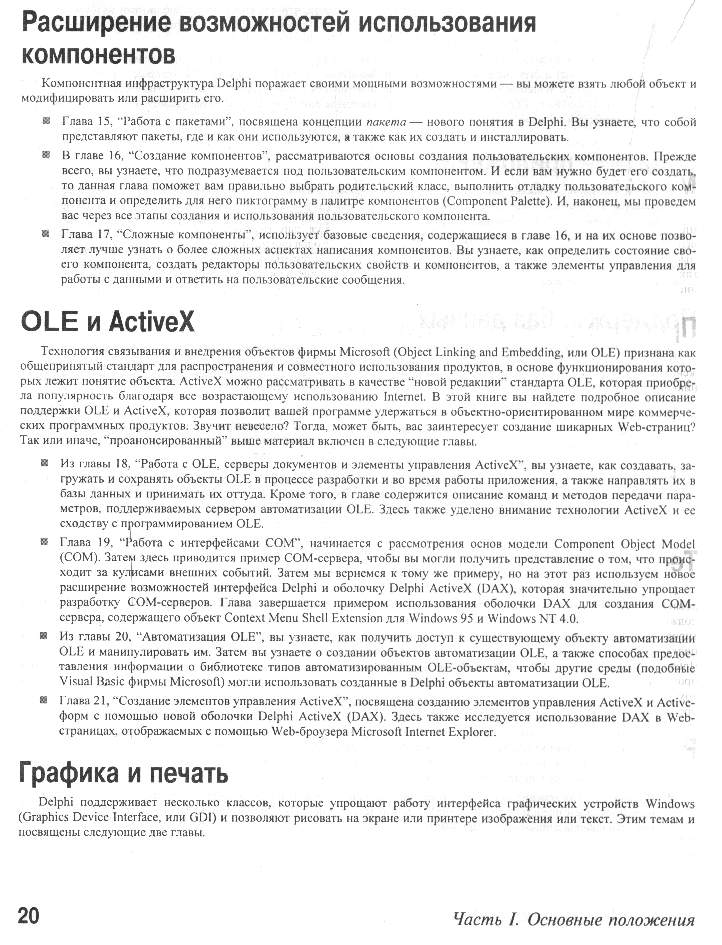 Расширение возможностей использования
компонентов
Компонентная инфраструктура Delphi поражает своими мощными возможностями — вы можете взять любой объект и
модифицировать или расширить его.
Глава 15, “Работа с пакетами”, посвящена концепции пакета — нового понятия в Delphi. Вы узнаете, что собой
представляют пакеты, где и как они используются, а также как их создать и инсталлировать.
В главе 16, “Создание компонентов”, рассматриваются основы создания пользовательских компонентов. Прежде
всего, вы узнаете, что подразумевается под пользовательским компонентом. И если вам нужно будет его создать,
то данная глава поможет вам правильно выбрать родительский класс, выполнить отладку пользовательского ком-
понента и определить для него пиктограмму в палитре компонентов (Component Palette). И, наконец, мы проведем
вас через все этапы создания и использования пользовательского компонента.
Глава 17, “Сложные компоненты”, использует базовые сведения, содержащиеся в главе 16, и на их основе позво-
ляет лучше узнать о более сложных аспектах написания компонентов. Вы узнаете, как определить состояние сво-
его компонента, создать редакторы пользовательских свойств и компонентов, а также элементы управления для
работы с данными и ответить на пользовательские сообщения.
OLE и ActiveX
Технология связывания и внедрения объектов фирмы Microsoft (Object Linking and Embedding, или OLE) признана как
общепринятый стандарт для распространения и совместного использования продуктов, в основе функционирования кото-
рых лежит понятие объекта. ActiveX можно рассматривать в качестве “новой редакции” стандарта OLE, которая приобре-
ла популярность благодаря все возрастающему использованию Internet. В этой книге вы найдете подробное описание
поддержки OLE и ActiveX, которая позволит вашей программе удержаться в объектно-ориентированном мире коммерче-
ских программных продуктов. Звучит невесело? Тогда, может быть, вас заинтересует создание шикарных Web-страниц?
Так или иначе, “проанонсированный” выше материал включен в следующие главы.
Из главы 18, “Работа с OLE, серверы документов и элементы управления ActiveX”, вы узнаете, как создавать, за-
гружать и сохранять объекты OLE в процессе разработки и во время работы приложения, а также направлять их в
базы данных и принимать их оттуда. Кроме того, в главе содержится описание команд и методов передачи пара-
метров, поддерживаемых сервером автоматизации OLE. Здесь также уделено внимание технологии ActiveX и ее
сходству с программированием OLE.
Глава 19, “Работа с интерфейсами COM”, начинается с рассмотрения основ модели Component Object Model
(COM). Затем здесь приводится пример COM-сервера, чтобы вы могли получить представление о том, что проис-
ходит за кулисами внешних событий. Затем мы вернемся к тому же примеру, но на этот раз используем новое
расширение возможностей интерфейса Delphi и оболочку Delphi ActiveX (DAX), которая значительно упрощает
разработку COM-серверов. Глава завершается примером использования оболочки DAX для создания COM-
сервера, содержащего объект Context Menu Shell Extension для Windows 95 и Windows NT 4.0.
Из главы 20, “Автоматизация OLE”, вы узнаете, как получить доступ к существующему объекту автоматизации
OLE и манипулировать им. Затем вы узнаете о создании объектов автоматизации OLE, а также способах предос-
тавления информации о библиотеке типов автоматизированным OLE-объектам, чтобы другие среды (подобные
Visual Basic фирмы Microsoft) могли использовать созданные в Delphi объекты автоматизации OLE.
Глава 21, “Создание элементов управления ActiveX”, посвящена созданию элементов управления ActiveX и Active-
форм с помощью новой оболочки Delphi ActiveX (DAX). Здесь также исследуется использование DAX в Web-
страницах, отображаемых с помощью Web-броузера Microsoft Internet Explorer.
Графика и печать
Delphi поддерживает несколько классов, которые упрощают работу интерфейса графических устройств Windows
(Graphics Device Interface, или GDI) и позволяют рисовать на экране или принтере изображения или текст. Этим темам и
посвящены следующие две главы.
20
Часть I. Основные положения